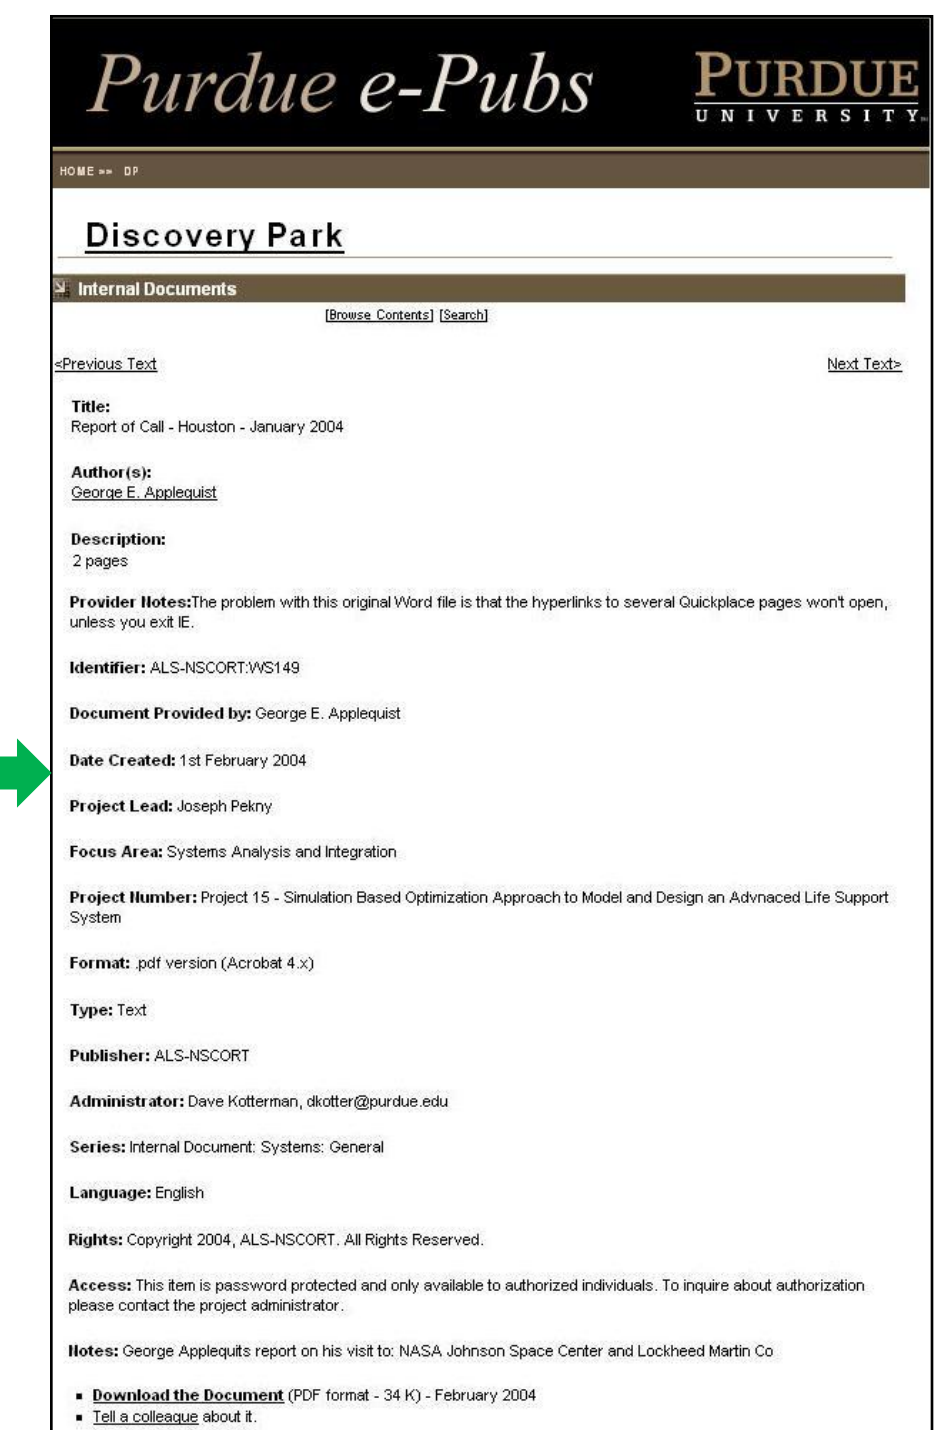 Purdue e-Pubs
PURDUE
UNIVERSITY
HOME »» DP
Discovery Park
Internal Documents
[Browse Contents] [Search]
<Previous Text Next Text>
Title:
Report of Call - Houston - January 2004
Author(s):
George E. Applequist
Description:
2 pages
Provider Notes:The problem with this original Word file is that the hyperlinks to several Quickplace pages won't open,
unless you exit IE.
Identifier: ALS-NSCORT:WS149
Document Provided by: George E. Applequist
Date Created: 1st February 2004
Project Lead: Joseph Pekny
Focus Area: Systems Analysis and Integration
Project Number: Project 15 - Simulation Based Optimization Approach to Model and Design an Advnaced Life Support
System
Format: .pdf version (Acrobat 4.x)
Type: Text
Publisher: ALS-NSCORT
Administrator: Dave Kotterman, dkotter@purdue.edu
Series: Internal Document: Systems: General
Language: English
Rights: Copyright 2004, ALS-NSCORT. All Rights Reserved.
Access: This item is password protected and only available to authorized individuals. To inquire about authorization
please contact the project administrator.
Notes: George Applequits report on his visit to: NASA Johnson Space Center and Lockheed Martin Co
▪ Download the Document (PDF format - 34 K) - February 2004
▪ Tell a colleague about it.